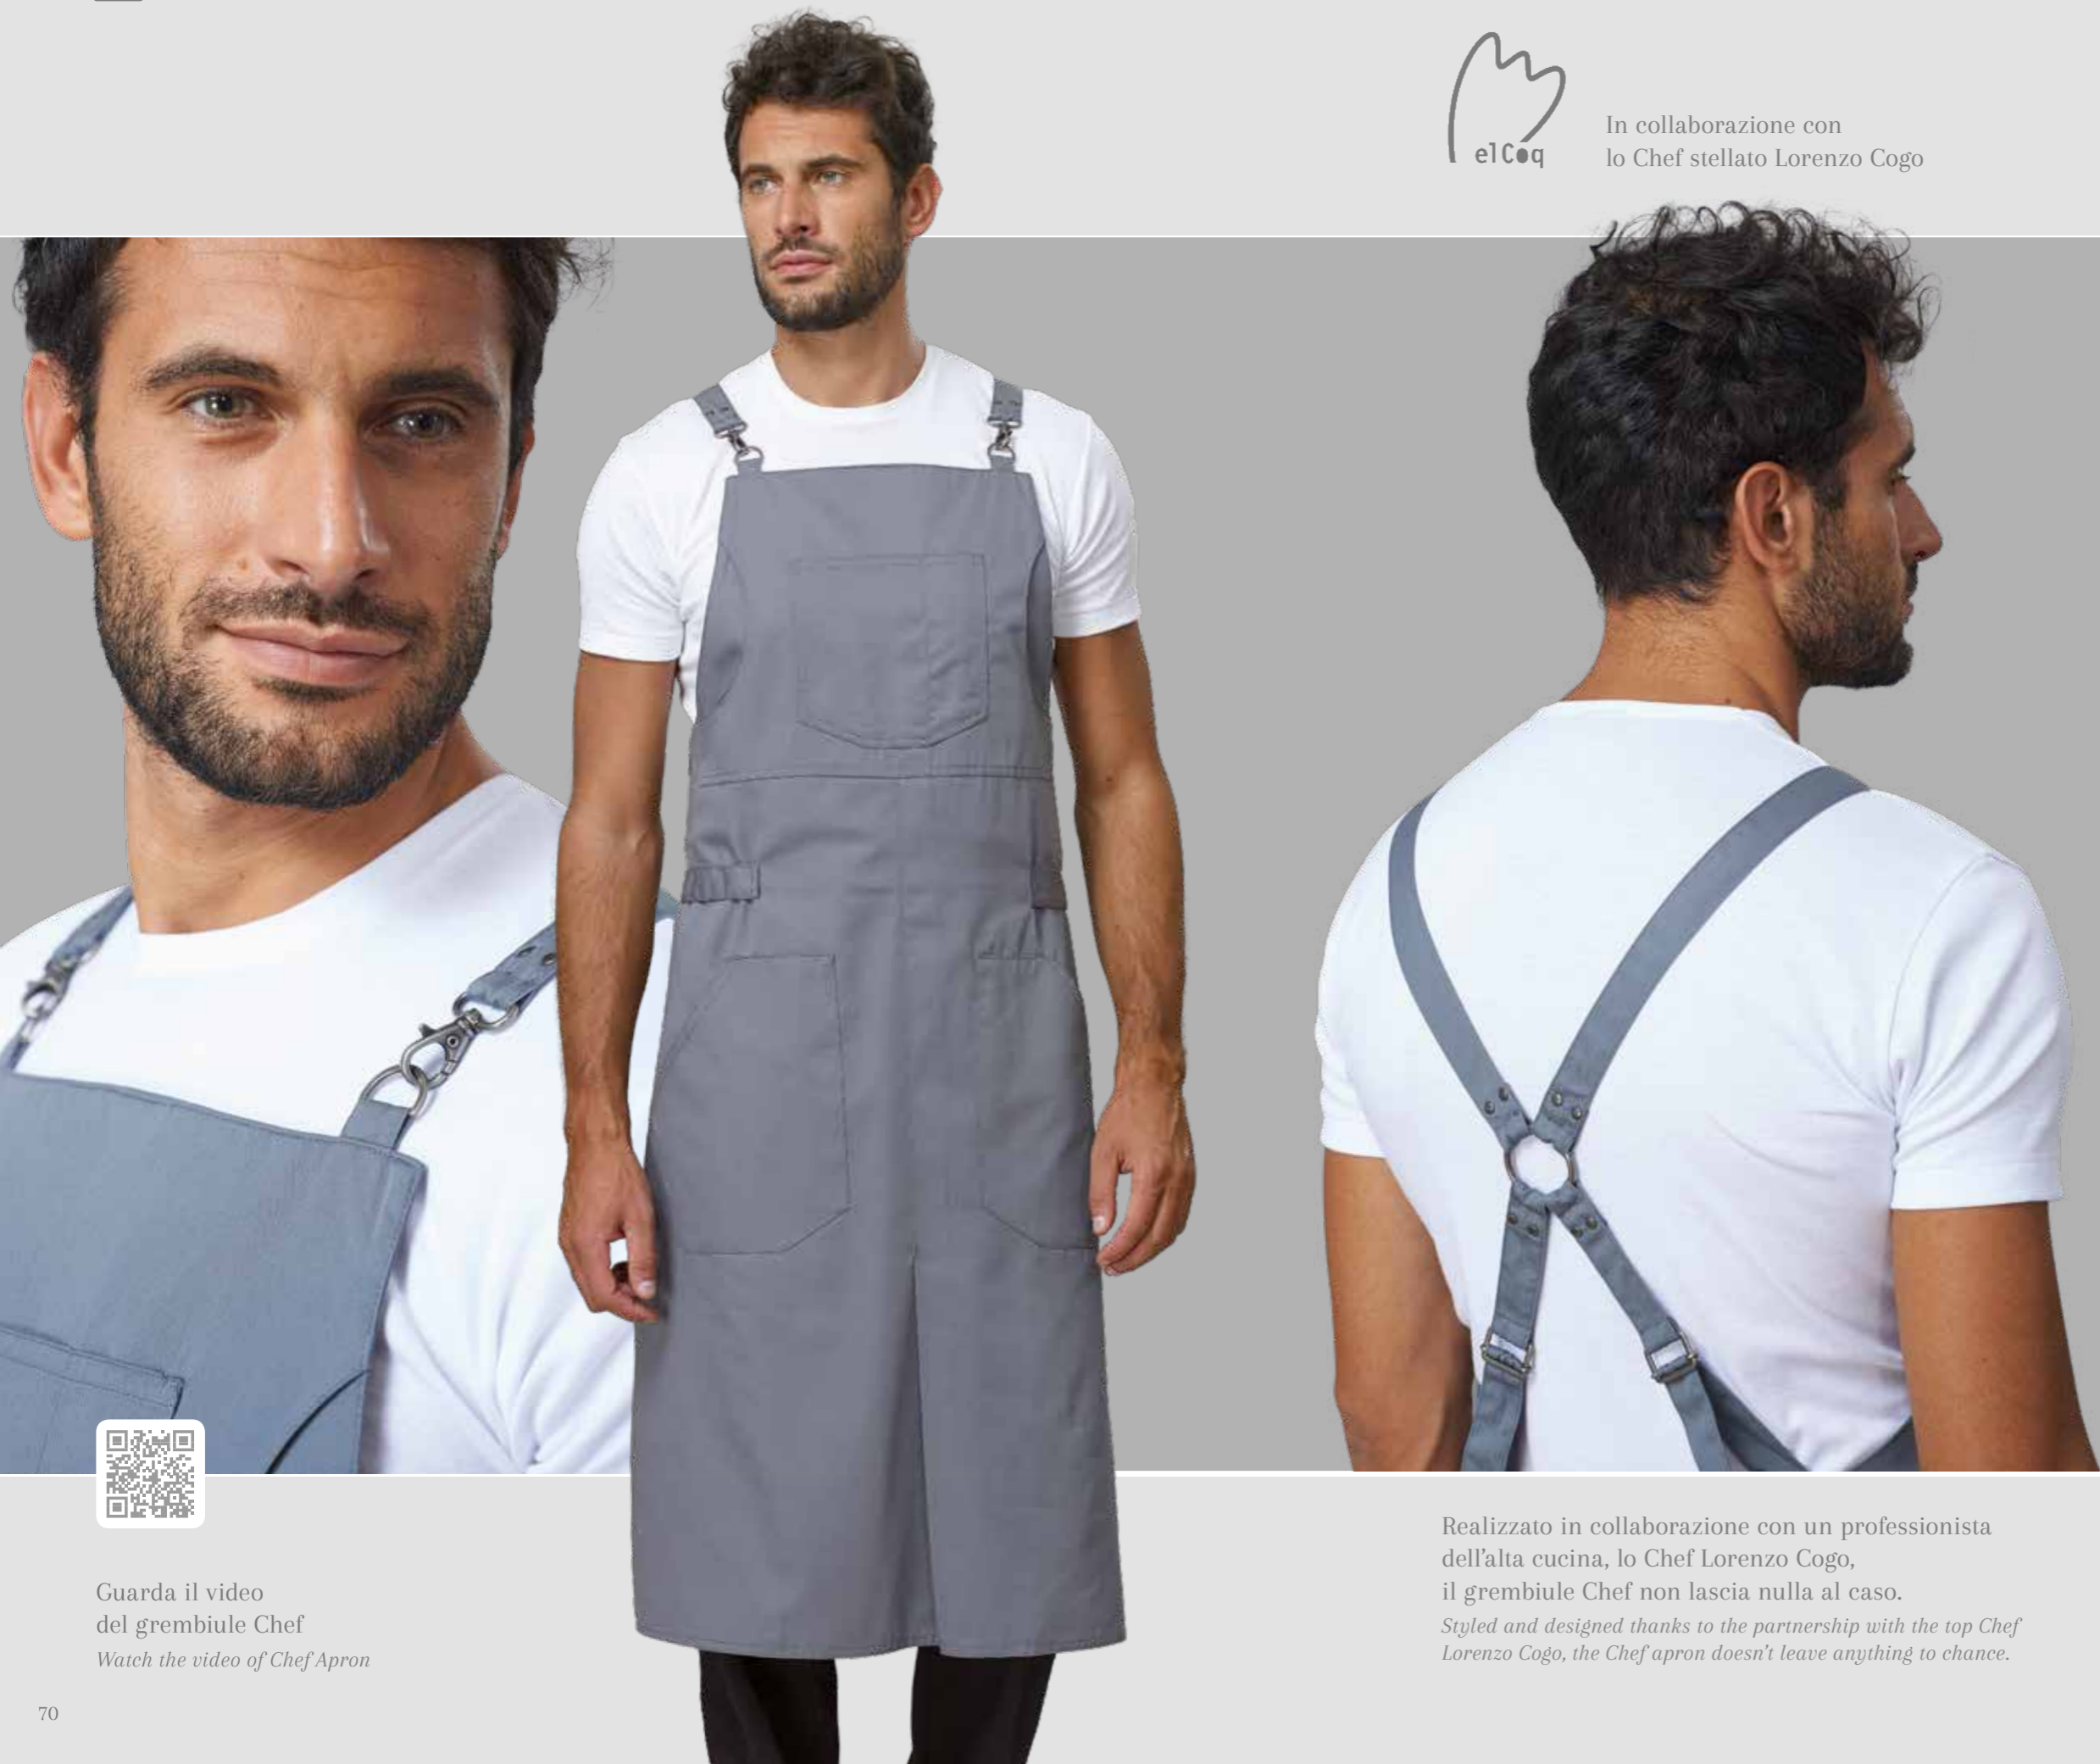 elCoq
In collaborazione con
lo Chef stellato Lorenzo Cogo
Guarda il video
del grembiule Chef
Watch the video of Chef Apron
Realizzato in collaborazione con un professionista
dell’alta cucina, lo Chef Lorenzo Cogo,
il grembiule Chef non lascia nulla al caso.
Styled and designed thanks to the partnership with the top Chef
Lorenzo Cogo, the Chef apron doesn’t leave anything to chance.
70